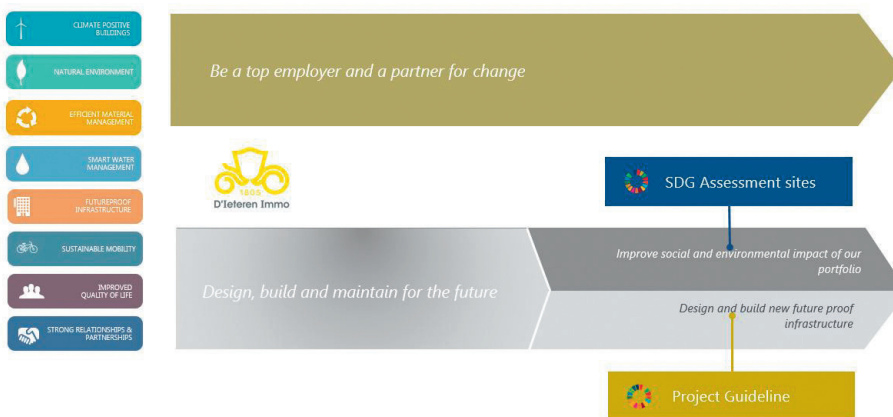 CLIMATE POSITIVE
BUILDINGS
NATURAL ENVIRONMENT
EFFICIENT MATERIAL
MANAGEMENT
SMART WATER
MANAGEMENT
FUTUREPROOF
INFRASTRUCTURE
SUSTAINABLE MOBILITY
IMPROVED
QUALITY OF LIFE
STRONG RELATIONSHIPS &
PARTNERSHIPS
Be a top employer and a partner for change
1805
D'Ieteren Immo
SDG Assessment sites
Design, build and maintain for the future
Improve social and environmental impact of our
portfolio
Design and build new future proof
infrastructure
Project Guideline